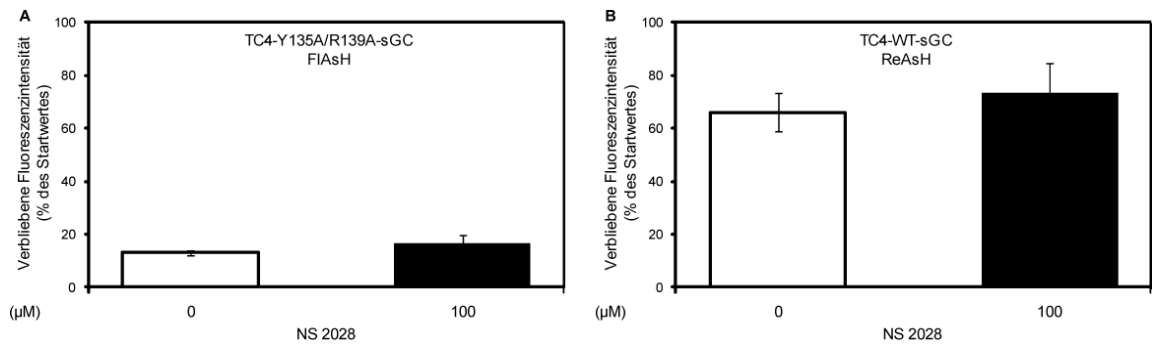 A
Verbliebene Fluoreszenzintensität
(% des Startwertes)
100
80
60
40
20
0
TC4-Y135A/R139A-sGC
FlAsH
(µM)
0
100
NS 2028
B
Verbliebene Fluoreszenzintensität
(% des Startwertes)
100
80
60
40
20
0
TC4-WT-sGC
ReAsH
(µM)
0
100
NS 2028